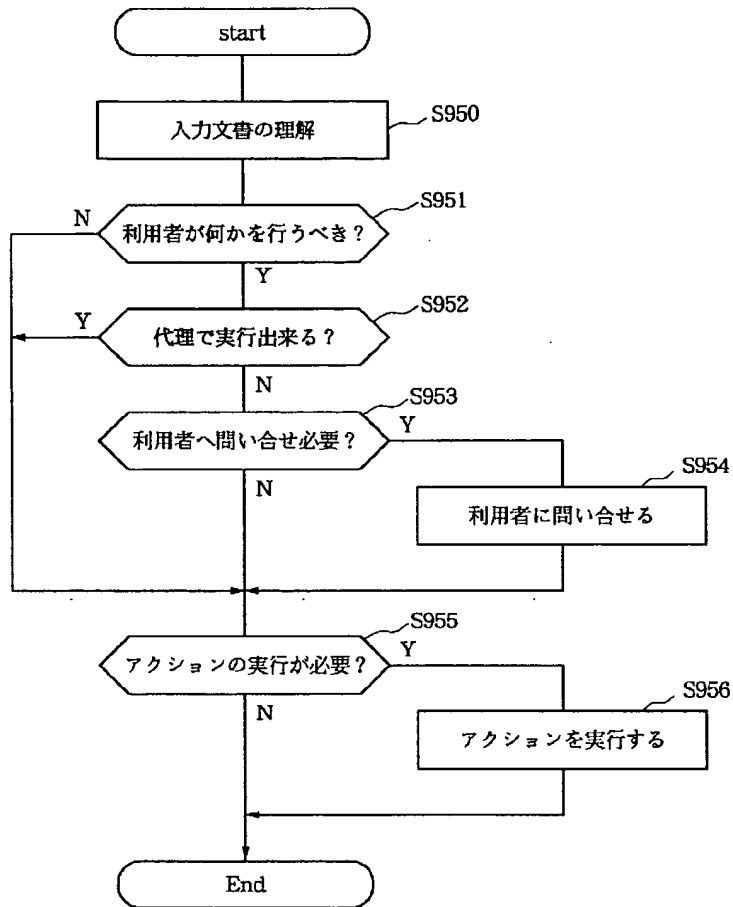 start
入力文書の理解
S950
利用者が何かを行うべき？
S951
N
Y
代理で実行出来る？
S952
Y
N
利用者へ問い合せ必要？
S953
Y
N
利用者に問い合せる
S954
アクションの実行が必要？
S955
Y
N
アクションを実行する
S956
End